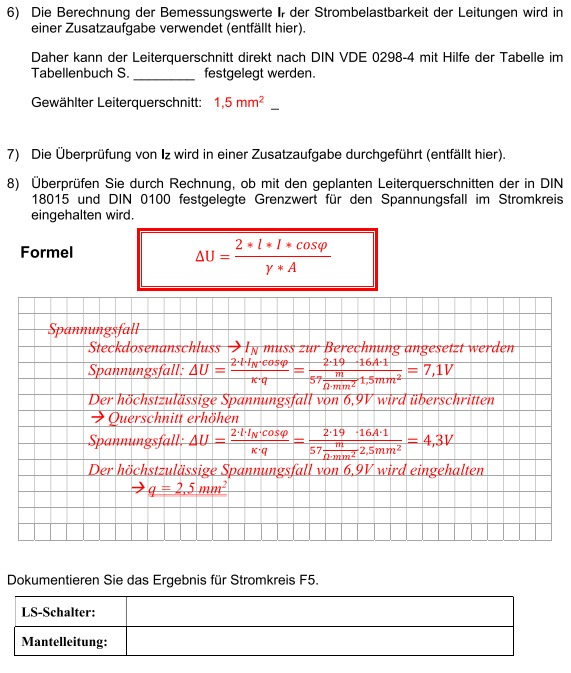 6) Die Berechnung der Bemessungswerte Ir der Strombelastbarkeit der Leitungen wird in
einer Zusatzaufgabe verwendet (entfällt hier).
Daher kann der Leiterquerschnitt direkt nach DIN VDE 0298-4 mit Hilfe der Tabelle im
Tabellenbuch S. ________ festgelegt werden.
Gewählter Leiterquerschnitt: 1,5 mm² _
7) Die Überprüfung von Iz wird in einer Zusatzaufgabe durchgeführt (entfällt hier).
8) Überprüfen Sie durch Rechnung, ob mit den geplanten Leiterquerschnitten der in DIN
18015 und DIN 0100 festgelegte Grenzwert für den Spannungsfall im Stromkreis
eingehalten wird.
Formel ΔU = (2 * l * I * cosφ) / (γ * A)
Spannungsfall
Steckdosenanschluss → I_N muss zur Berechnung angesetzt werden
Spannungsfall: ΔU = (2·l·I_N·cosφ) / (κ·q) = (2·19 ·16A·1) / (57 m/(Ω·mm²) 1,5mm²) = 7,1V
Der höchstzulässige Spannungsfall von 6,9V wird überschritten
→ Querschnitt erhöhen
Spannungsfall: ΔU = (2·l·I_N·cosφ) / (κ·q) = (2·19 ·16A·1) / (57 m/(Ω·mm²) 2,5mm²) = 4,3V
Der höchstzulässige Spannungsfall von 6,9V wird eingehalten
→ q = 2,5 mm²
Dokumentieren Sie das Ergebnis für Stromkreis F5.
LS-Schalter:
Mantelleitung: